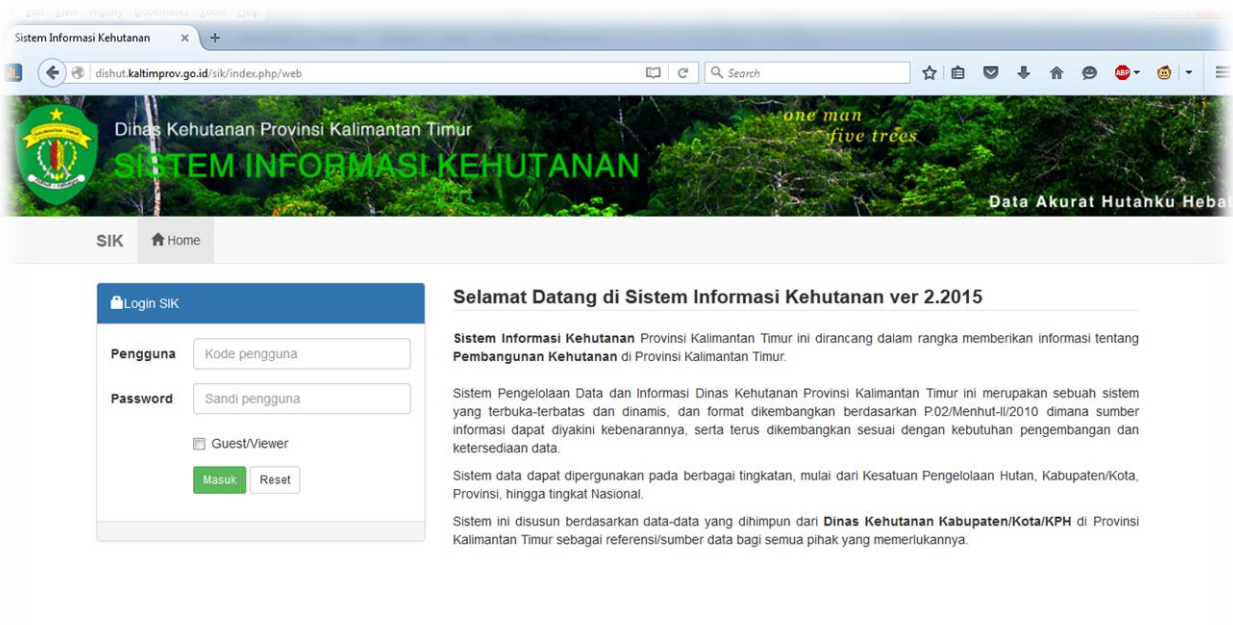 Edit View History Bookmarks Tools Help
Sistem Informasi Kehutanan × +
dishut.kaltimprov.go.id/sik/index.php/web
Search
ABP
Dinas Kehutanan Provinsi Kalimantan Timur
one man
five trees
SISTEM INFORMASI KEHUTANAN
Data Akurat Hutanku Hebat
SIK Home
Login SIK
Pengguna Kode pengguna
Password Sandi pengguna
Guest/Viewer
Masuk Reset
Selamat Datang di Sistem Informasi Kehutanan ver 2.2015
Sistem Informasi Kehutanan Provinsi Kalimantan Timur ini dirancang dalam rangka memberikan informasi tentang
Pembangunan Kehutanan di Provinsi Kalimantan Timur.
Sistem Pengelolaan Data dan Informasi Dinas Kehutanan Provinsi Kalimantan Timur ini merupakan sebuah sistem
yang terbuka-terbatas dan dinamis, dan format dikembangkan berdasarkan P.02/Menhut-II/2010 dimana sumber
informasi dapat diyakini kebenarannya, serta terus dikembangkan sesuai dengan kebutuhan pengembangan dan
ketersediaan data.
Sistem data dapat dipergunakan pada berbagai tingkatan, mulai dari Kesatuan Pengelolaan Hutan, Kabupaten/Kota,
Provinsi, hingga tingkat Nasional.
Sistem ini disusun berdasarkan data-data yang dihimpun dari Dinas Kehutanan Kabupaten/Kota/KPH di Provinsi
Kalimantan Timur sebagai referensi/sumber data bagi semua pihak yang memerlukannya.